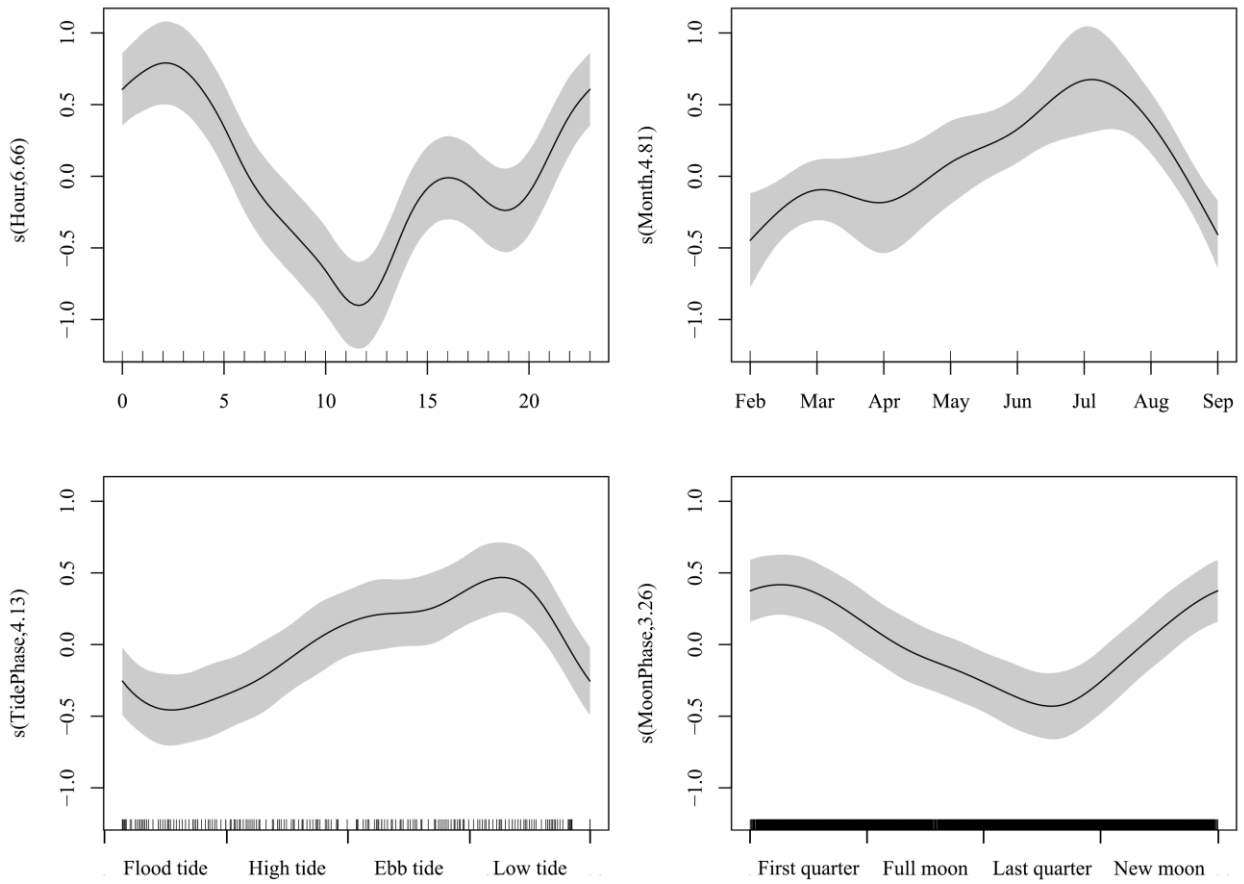 s(Hour,6.66)
1.0
0.5
0.0
−0.5
−1.0
0 5 10 15 20
s(Month,4.81)
1.0
0.5
0.0
−0.5
−1.0
Feb Mar Apr May Jun Jul Aug Sep
s(TidePhase,4.13)
1.0
0.5
0.0
−0.5
−1.0
Flood tide High tide Ebb tide Low tide
s(MoonPhase,3.26)
1.0
0.5
0.0
−0.5
−1.0
First quarter Full moon Last quarter New moon